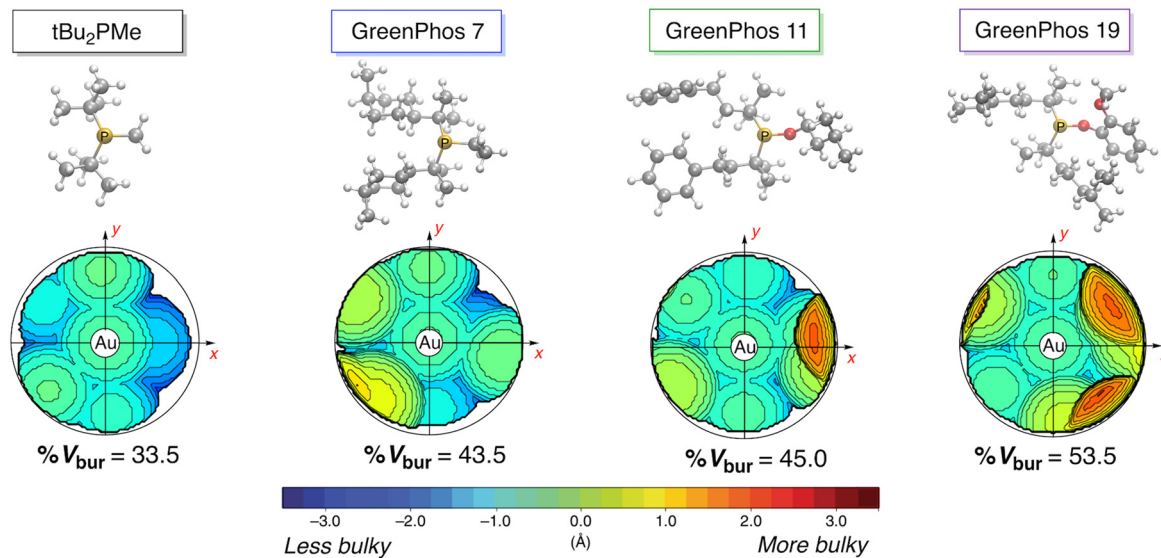 tBu₂PMe
GreenPhos 7
GreenPhos 11
GreenPhos 19
P
P
P
P
y
y
y
y
Au
x
Au
x
Au
x
Au
%Vbur = 33.5
%Vbur = 43.5
%Vbur = 45.0
%Vbur = 53.5
−3.0 −2.0 −1.0 0.0 1.0 2.0 3.0
Less bulky (Å) More bulky